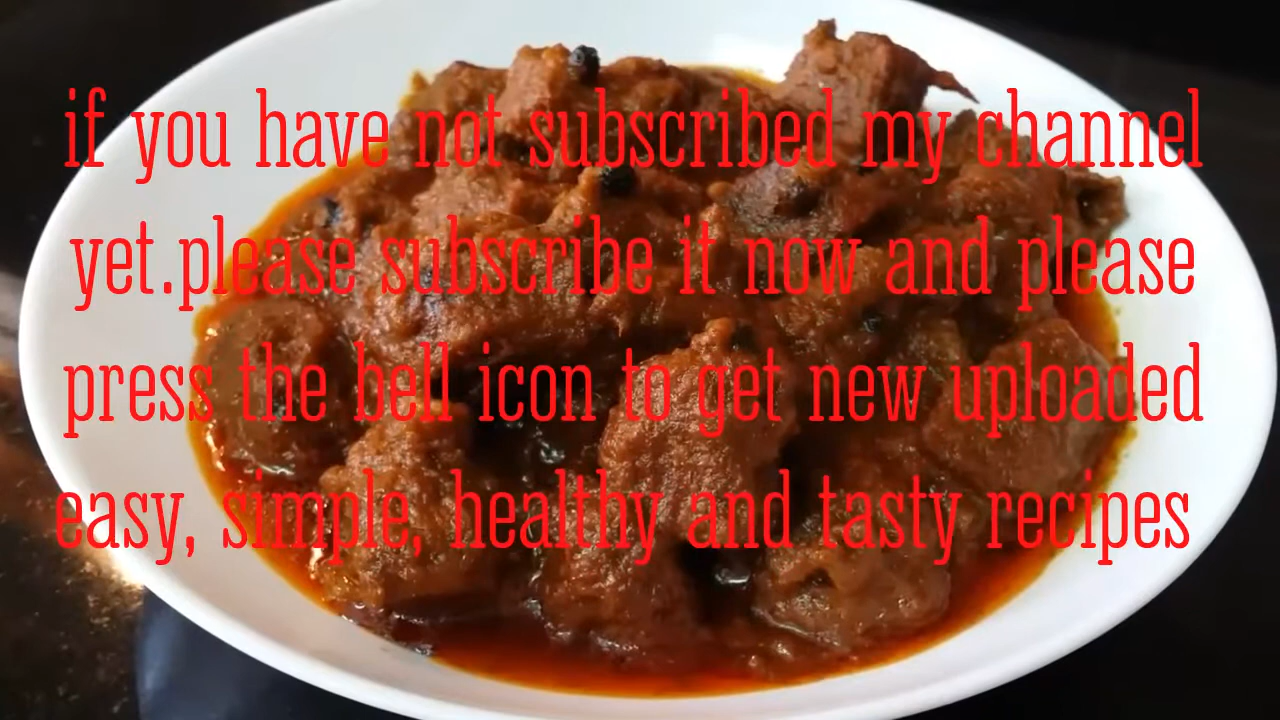 if you have not subscribed my channel
yet.please subscribe it now and please
press the bell icon to get new uploaded
easy, simple, healthy and tasty recipes